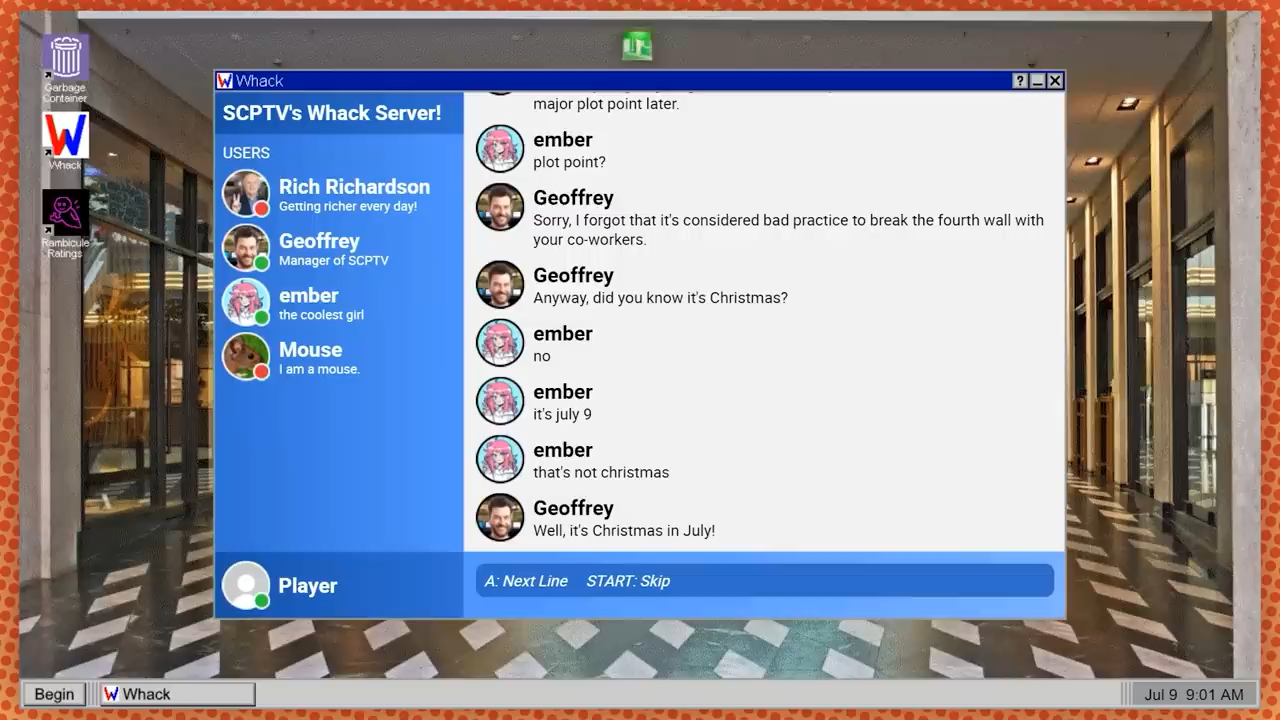 Garbage
Container
Whack
Rambicule
Ratings
Whack
SCPTV's Whack Server!
USERS
Rich Richardson
Getting richer every day!
Geoffrey
Manager of SCPTV
ember
the coolest girl
Mouse
I am a mouse.
Player
major plot point later.
ember
plot point?
Geoffrey
Sorry, I forgot that it's considered bad practice to break the fourth wall with
your co-workers.
Geoffrey
Anyway, did you know it's Christmas?
ember
no
ember
it's july 9
ember
that's not christmas
Geoffrey
Well, it's Christmas in July!
A: Next Line START: Skip
Begin
Whack
Jul 9 9:01 AM